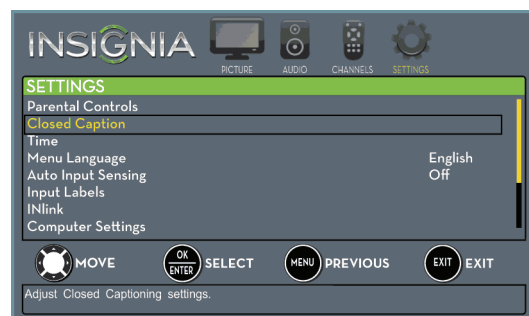 INSIGNIA
PICTURE AUDIO CHANNELS SETTINGS
SETTINGS
Parental Controls
Closed Caption
Time
Menu Language English
Auto Input Sensing Off
Input Labels
INlink
Computer Settings
MOVE OK ENTER SELECT MENU PREVIOUS EXIT EXIT
Adjust Closed Captioning settings.